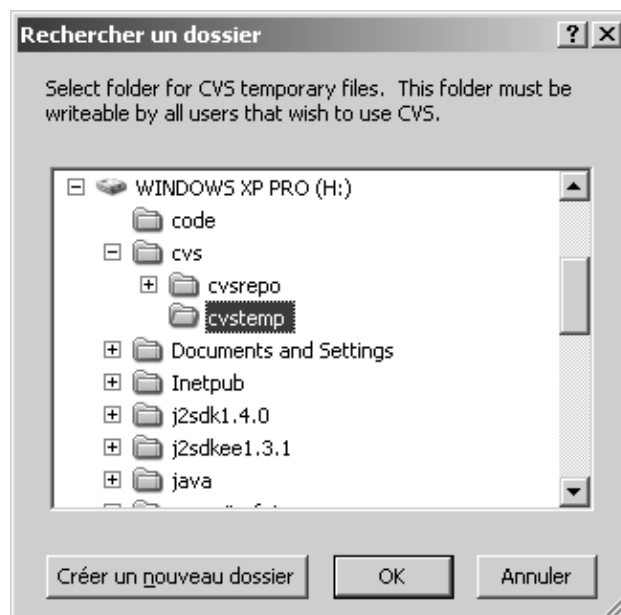 Rechercher un dossier
Select folder for CVS temporary files. This folder must be
writeable by all users that wish to use CVS.
WINDOWS XP PRO (H:)
code
cvs
cvsrepo
cvstemp
Documents and Settings
Inetpub
j2sdk1.4.0
j2sdkee1.3.1
java
Créer un nouveau dossier OK Annuler